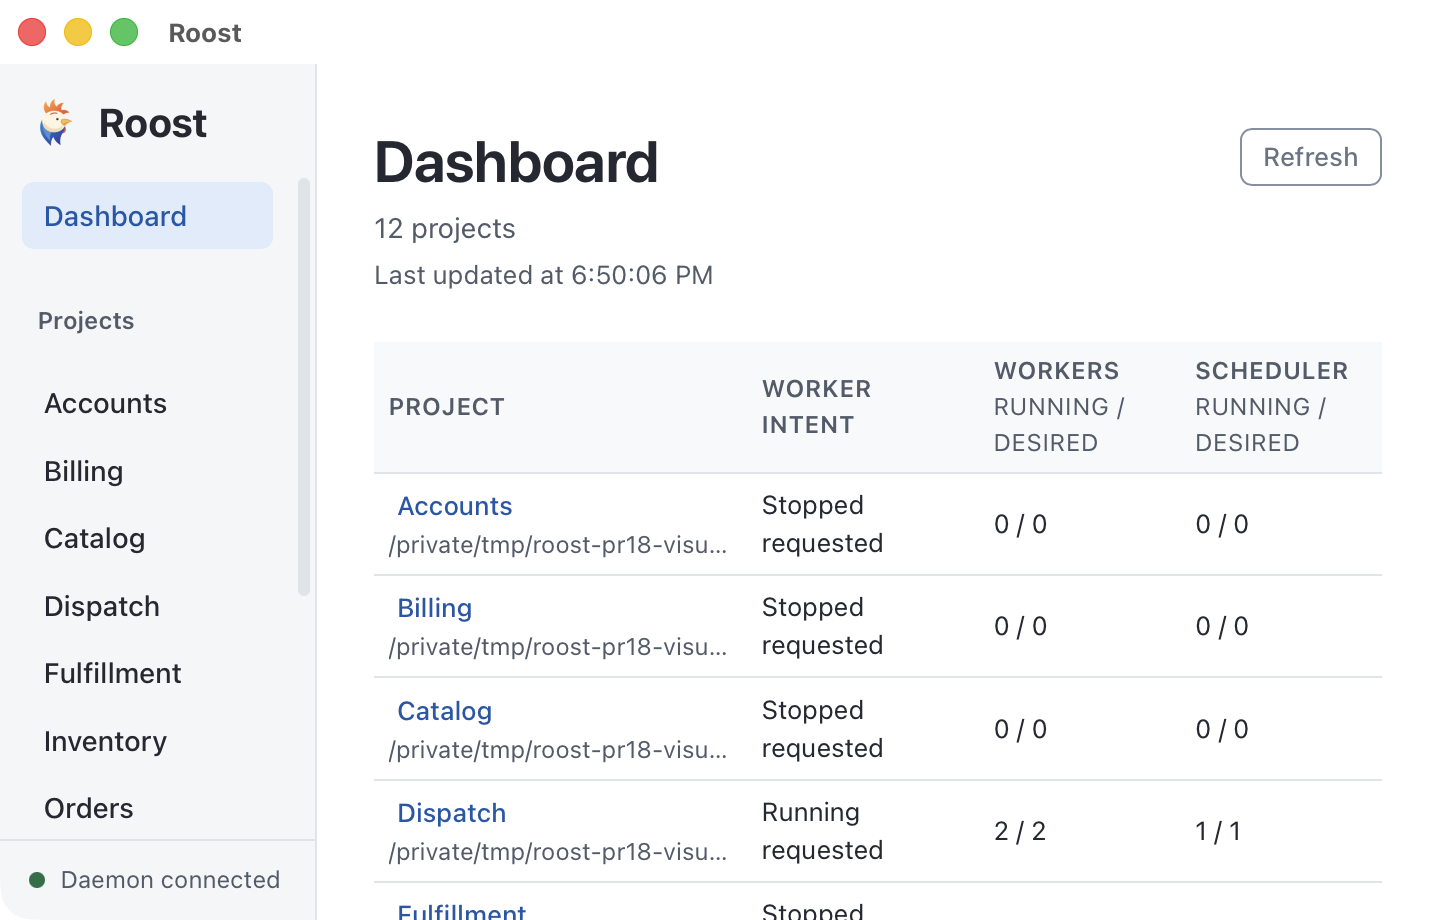 Roost
Roost
Dashboard
Projects
Accounts
Billing
Catalog
Dispatch
Fulfillment
Inventory
Orders
Daemon connected
Dashboard
Refresh
12 projects
Last updated at 6:50:06 PM
PROJECT
WORKER
INTENT
WORKERS
RUNNING /
DESIRED
SCHEDULER
RUNNING /
DESIRED
Accounts
/private/tmp/roost-pr18-visu...
Stopped
requested
0 / 0
0 / 0
Billing
/private/tmp/roost-pr18-visu...
Stopped
requested
0 / 0
0 / 0
Catalog
/private/tmp/roost-pr18-visu...
Stopped
requested
0 / 0
0 / 0
Dispatch
/private/tmp/roost-pr18-visu...
Running
requested
2 / 2
1 / 1
Fulfillment
Stopped